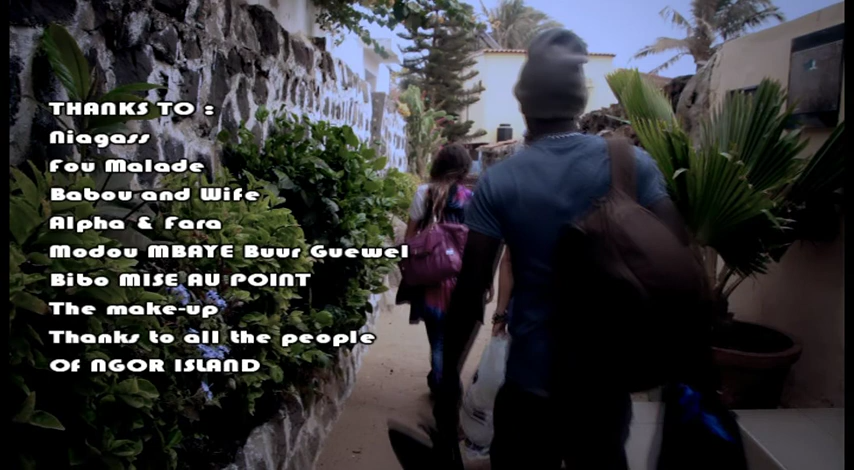 THANKS TO :
Niagass
Fou Malade
Babou and Wife
Alpha & Fara
Modou MBAYE Buur Guewel
Bibo MISE AU POINT
The make-up
Thanks to all the people
Of NGOR ISLAND